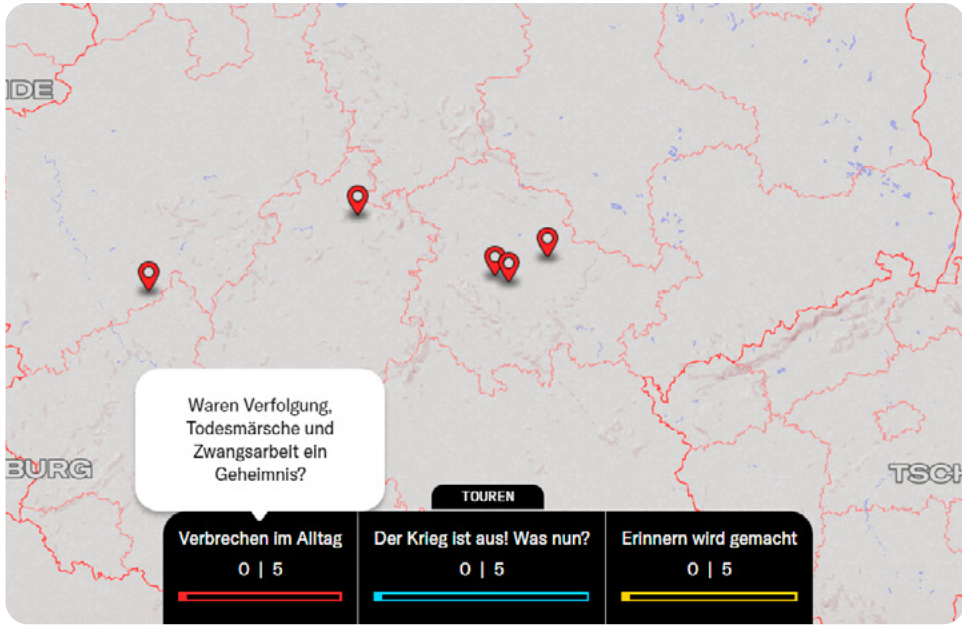 IDE
BURG
TSCH
Waren Verfolgung,
Todesmärsche und
Zwangsarbeit ein
Geheimnis?
TOUREN
Verbrechen im Alltag
0 | 5
Der Krieg ist aus! Was nun?
0 | 5
Erinnern wird gemacht
0 | 5